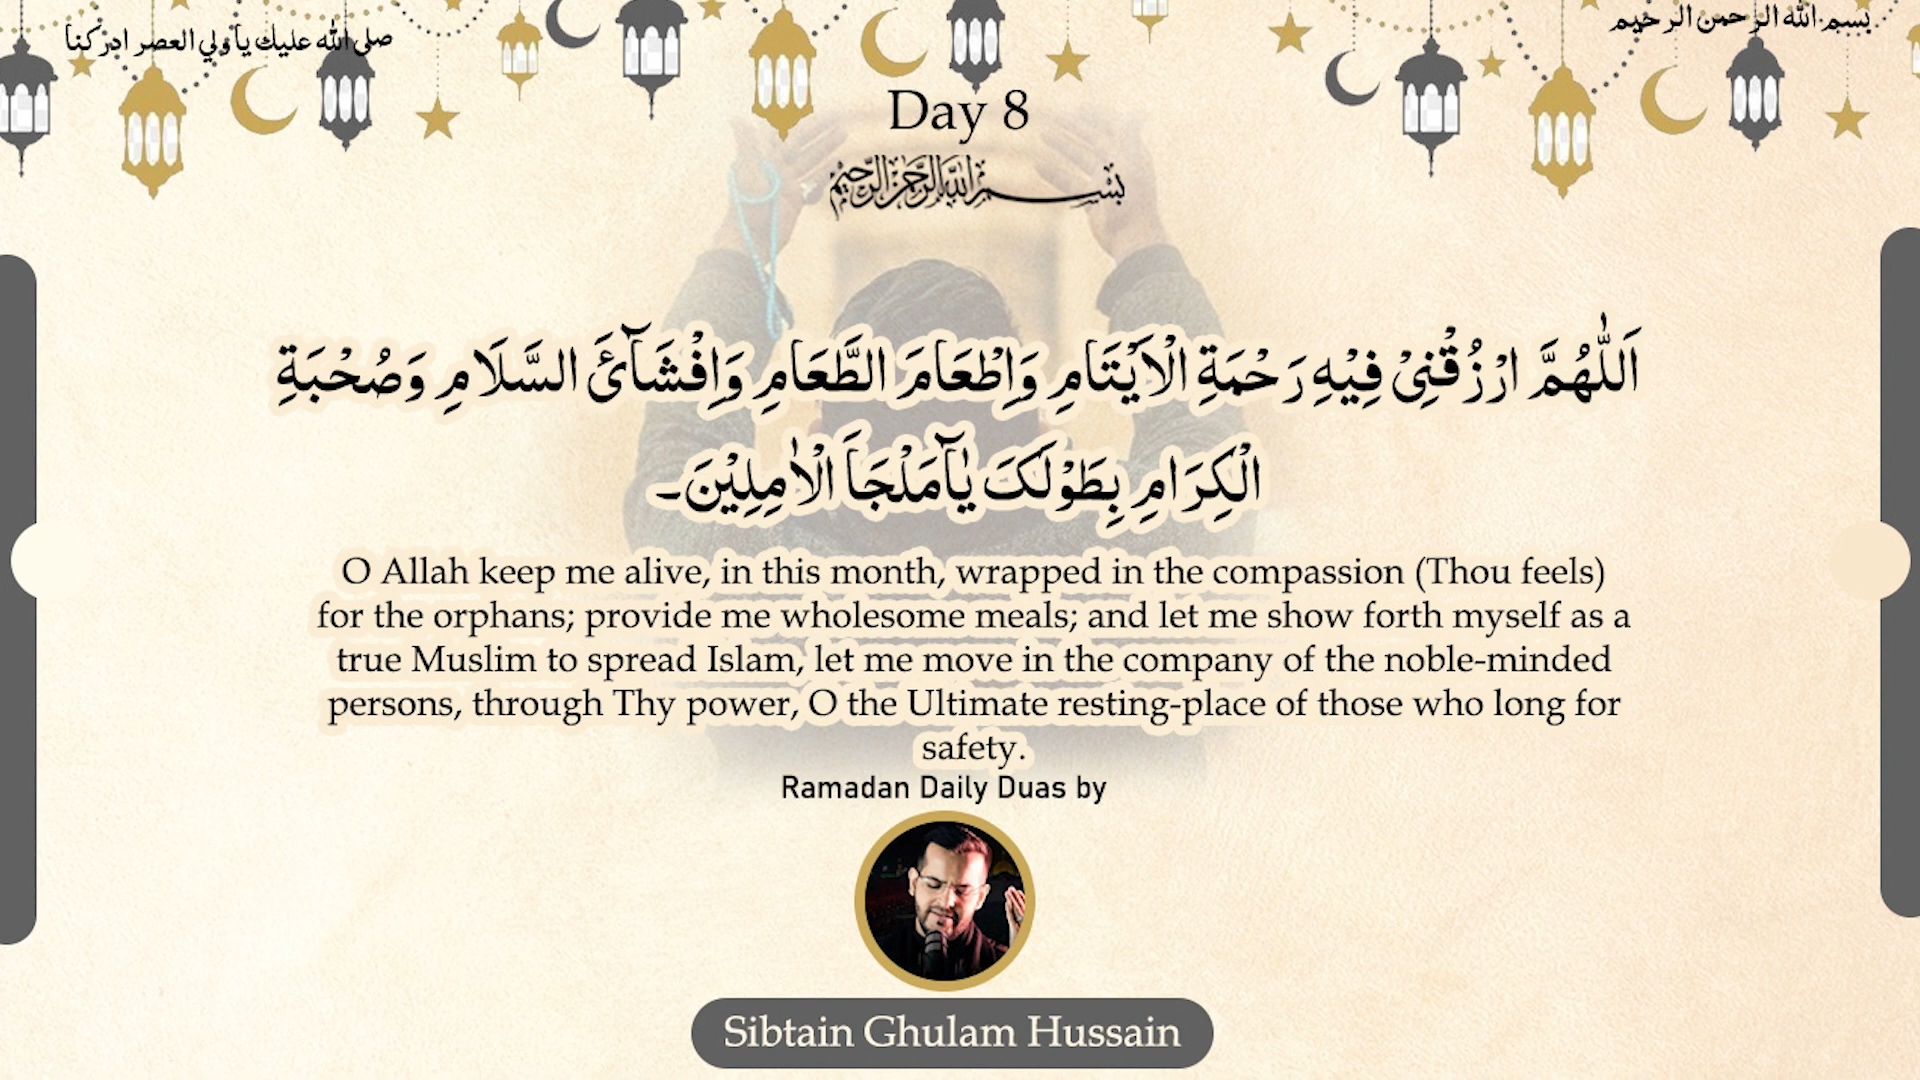 صلی الله علیك یا ولي العصر ادركنا
بسم الله الرحمن الرحيم
Day 8
بسم الله الرحمن الرحيم
اَللّٰهُمَّ ارْزُقْنِیْ فِیْهِ رَحْمَةِ الْاَیْتَامِ وَاِطْعَامَ الطَّعَامِ وَاِفْشَآئَ السَّلَامِ وَصُحْبَةِ
الْكِرَامِ بِطَوْلَكَ یٰآمَلْجَاَ الْاٰمِلِیْنَ۔
O Allah keep me alive, in this month, wrapped in the compassion (Thou feels)
for the orphans; provide me wholesome meals; and let me show forth myself as a
true Muslim to spread Islam, let me move in the company of the noble-minded
persons, through Thy power, O the Ultimate resting-place of those who long for
safety.
Ramadan Daily Duas by
Sibtain Ghulam Hussain